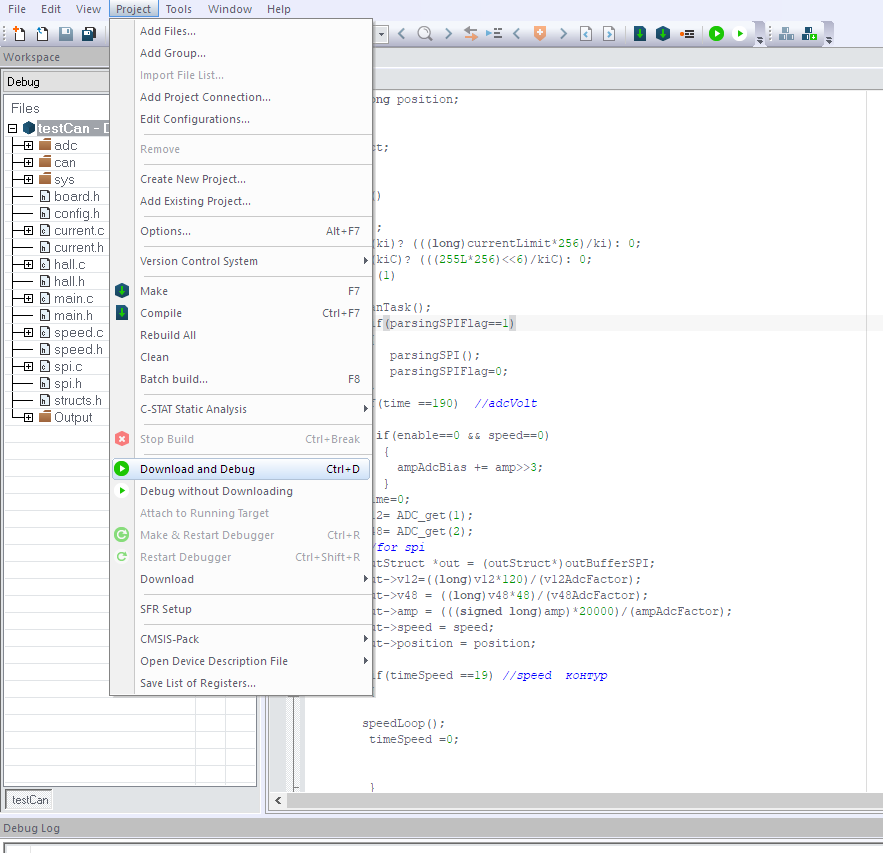 File Edit View Project Tools Window Help
Workspace
Debug
Files
testCan - D
adc
can
sys
board.h
config.h
current.c
current.h
hall.c
hall.h
main.c
main.h
speed.c
speed.h
spi.c
spi.h
structs.h
Output
testCan
Debug Log
Add Files...
Add Group...
Import File List...
Add Project Connection...
Edit Configurations...
Remove
Create New Project...
Add Existing Project...
Options... Alt+F7
Version Control System
Make F7
Compile Ctrl+F7
Rebuild All
Clean
Batch build... F8
C-STAT Static Analysis
Stop Build Ctrl+Break
Download and Debug Ctrl+D
Debug without Downloading
Attach to Running Target
Make & Restart Debugger Ctrl+R
Restart Debugger Ctrl+Shift+R
Download
SFR Setup
CMSIS-Pack
Open Device Description File
Save List of Registers...
ong position;
ct;
()
;
(ki)? (((long)currentLimit*256)/ki): 0;
(kiC)? (((255L*256)<<6)/kiC): 0;
(1)
anTask();
if(parsingSPIFlag==1)
parsingSPI();
parsingSPIFlag=0;
f(time ==190) //adcVolt
if(enable==0 && speed==0)
{
ampAdcBias += amp>>3;
}
ime=0;
12= ADC_get(1);
48= ADC_get(2);
/for spi
utStruct *out = (outStruct*)outBufferSPI;
ut->v12=((long)v12*120)/(v12AdcFactor);
ut->v48 = ((long)v48*48)/(v48AdcFactor);
ut->amp = (((signed long)amp)*20000)/(ampAdcFactor);
ut->speed = speed;
ut->position = position;
if(timeSpeed ==19) //speed контур
speedLoop();
timeSpeed =0;
}